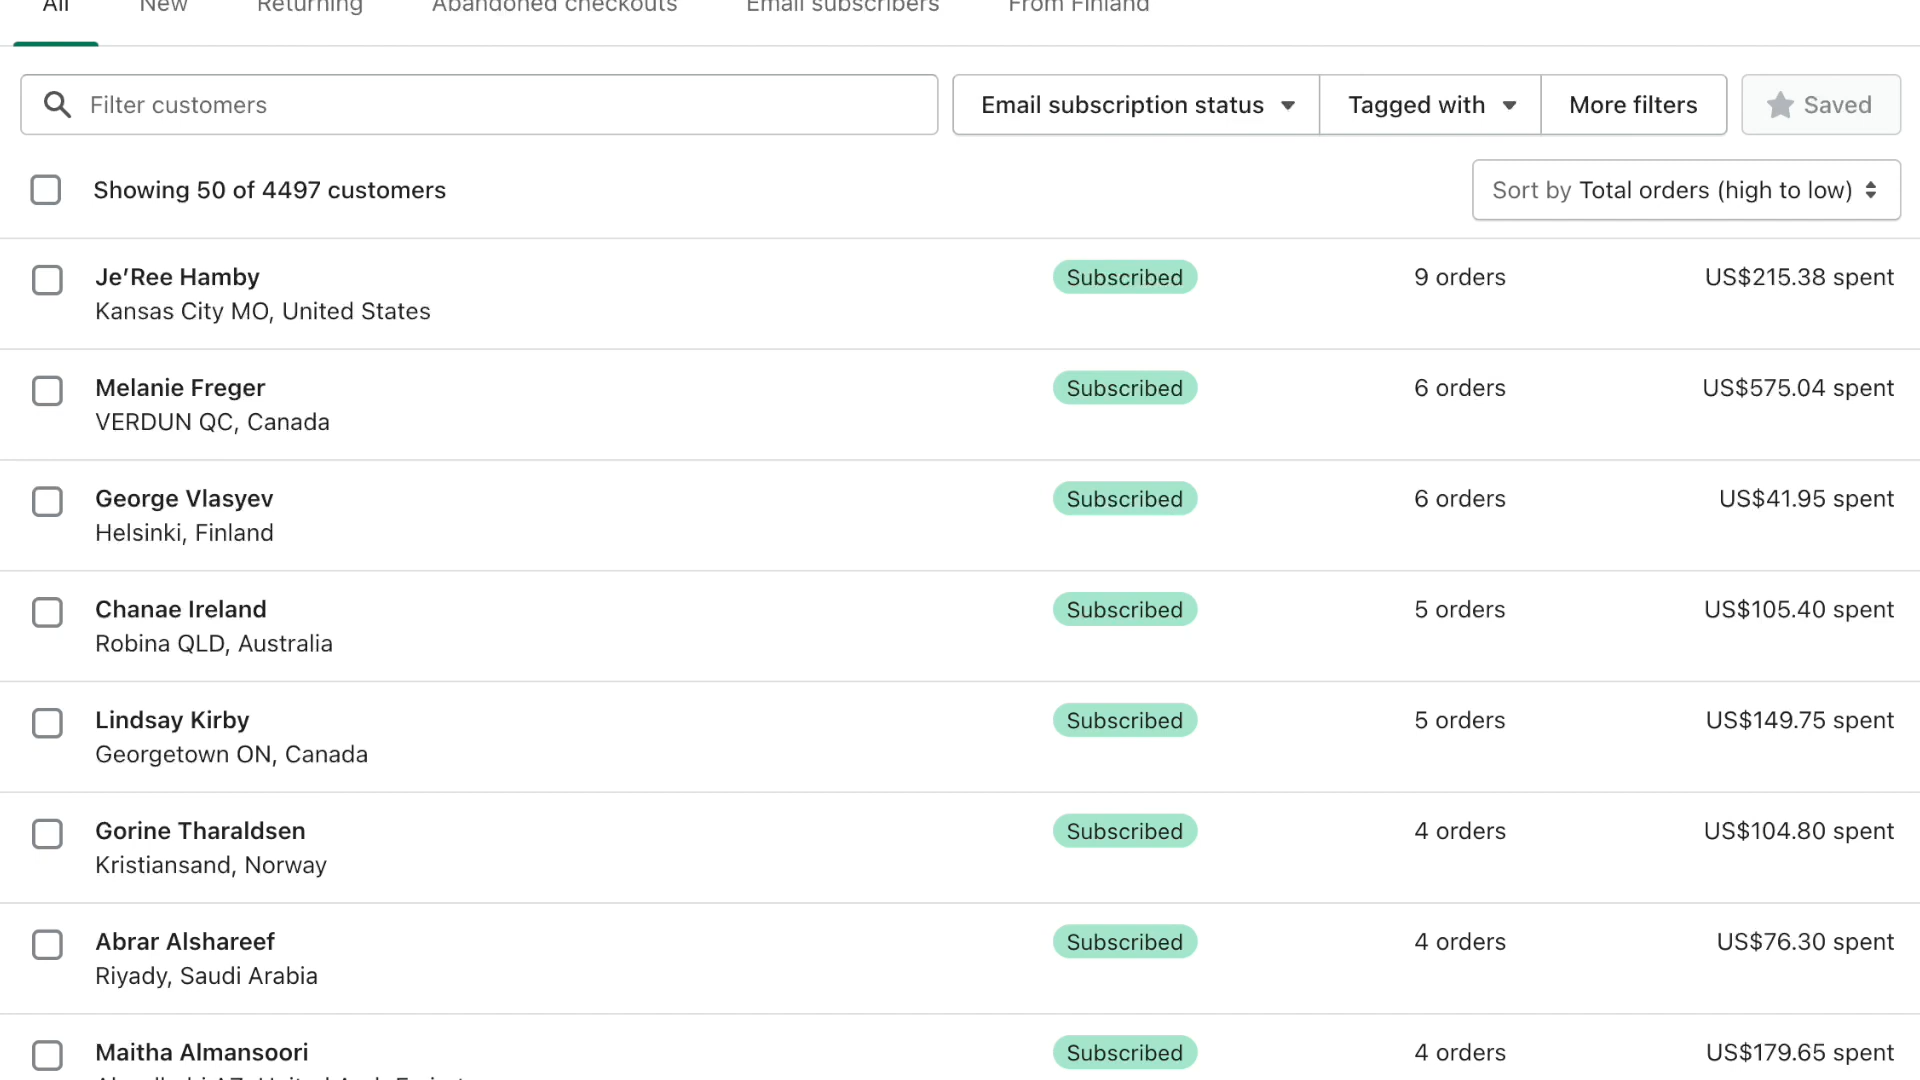 All New Returning Abandoned checkouts Email subscribers From Finland
Filter customers Email subscription status Tagged with More filters Saved
Showing 50 of 4497 customers Sort by Total orders (high to low)
Je’Ree Hamby Subscribed 9 orders US$215.38 spent
Kansas City MO, United States
Melanie Freger Subscribed 6 orders US$575.04 spent
VERDUN QC, Canada
George Vlasyev Subscribed 6 orders US$41.95 spent
Helsinki, Finland
Chanae Ireland Subscribed 5 orders US$105.40 spent
Robina QLD, Australia
Lindsay Kirby Subscribed 5 orders US$149.75 spent
Georgetown ON, Canada
Gorine Tharaldsen Subscribed 4 orders US$104.80 spent
Kristiansand, Norway
Abrar Alshareef Subscribed 4 orders US$76.30 spent
Riyady, Saudi Arabia
Maitha Almansoori Subscribed 4 orders US$179.65 spent